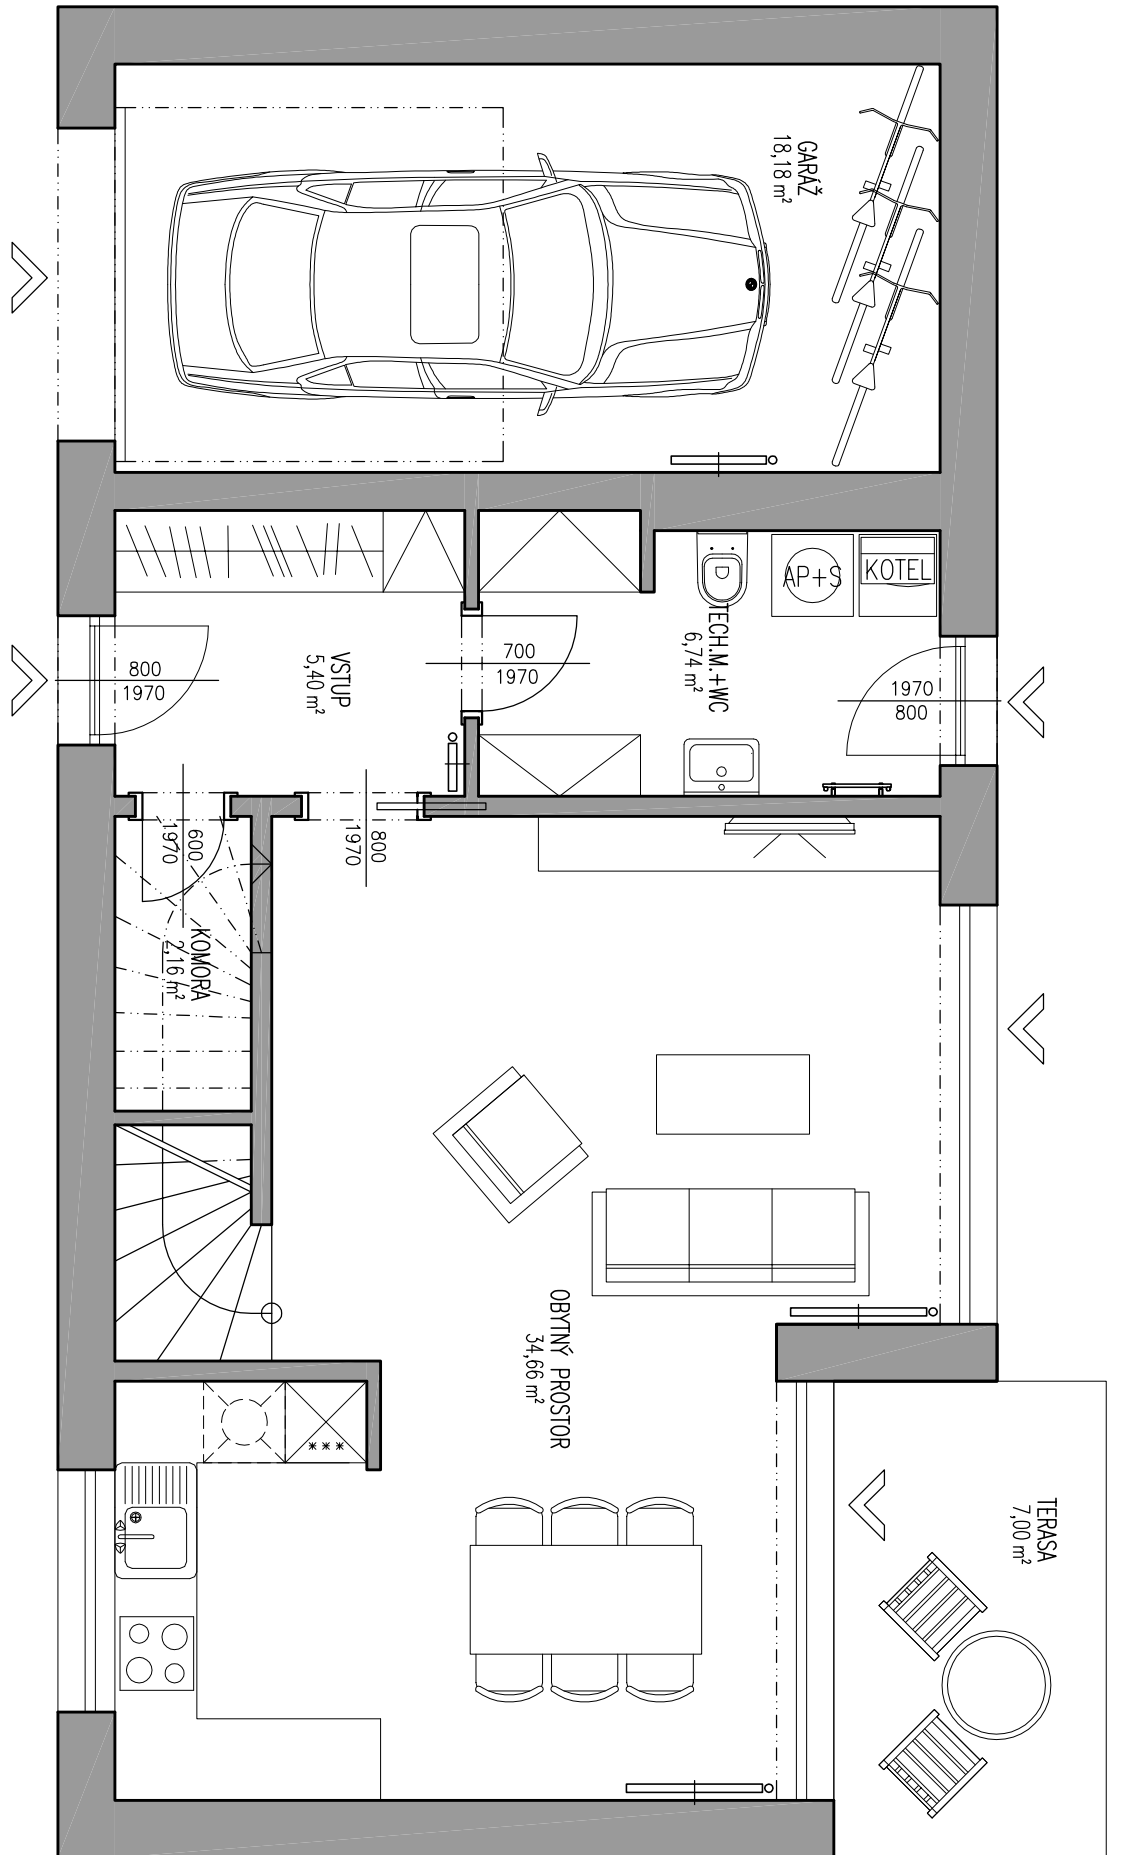 GARÁŽ
18,18 m²
AP+S
KOTEL
TECH.M.+WC
6,74 m²
700
1970
VSTUP
5,40 m²
800
1970
1970
800
600
1970
800
1970
KOMORA
2,16 m²
OBYTNÝ PROSTOR
34,66 m²
TERASA
7,00 m²